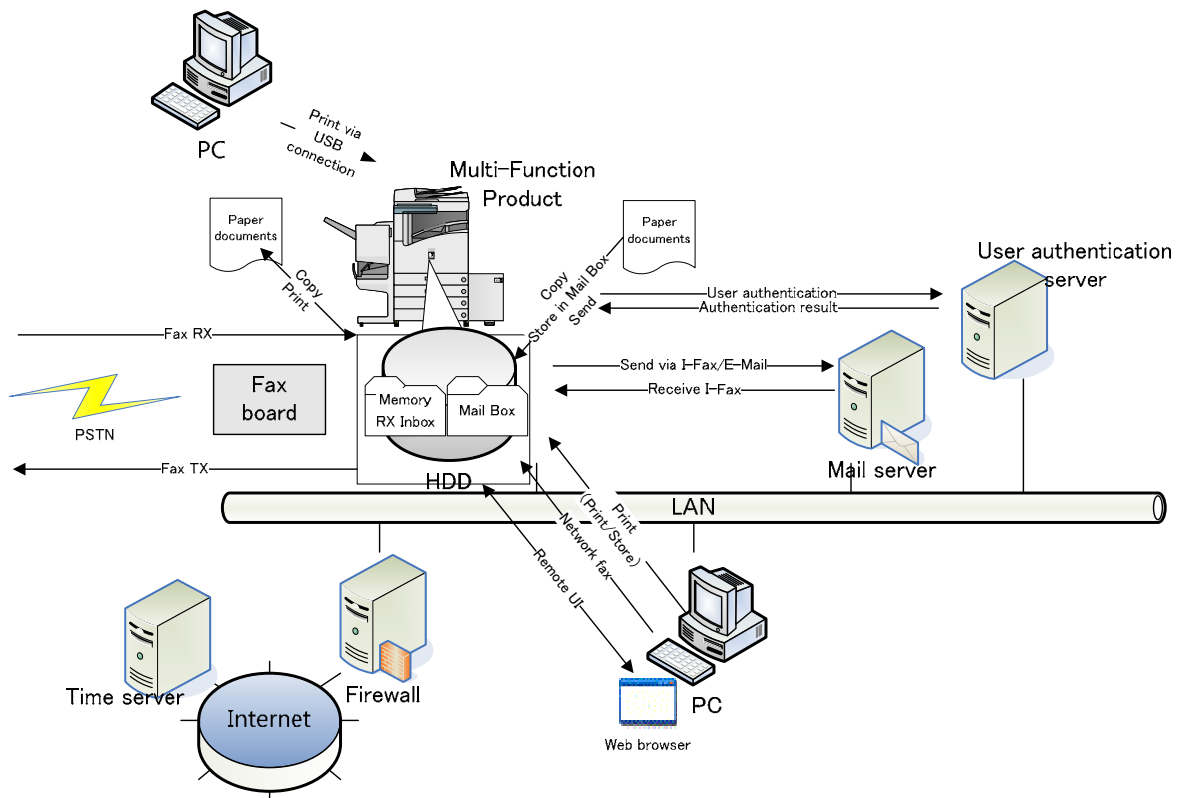 PC
Print via
USB
connection
Multi-Function
Product
Paper
documents
Copy
Print
Paper
documents
Copy
Store in Mail Box
Send
User authentication
server
User authentication
Authentication result
Fax RX
Send via I-Fax/E-Mail
Receive I-Fax
Fax
board
Memory
RX Inbox
Mail Box
PSTN
Fax TX
HDD
Mail server
LAN
Print
(Print/Store)
Network fax
Remote UI
Time server
Firewall
Internet
PC
Web browser